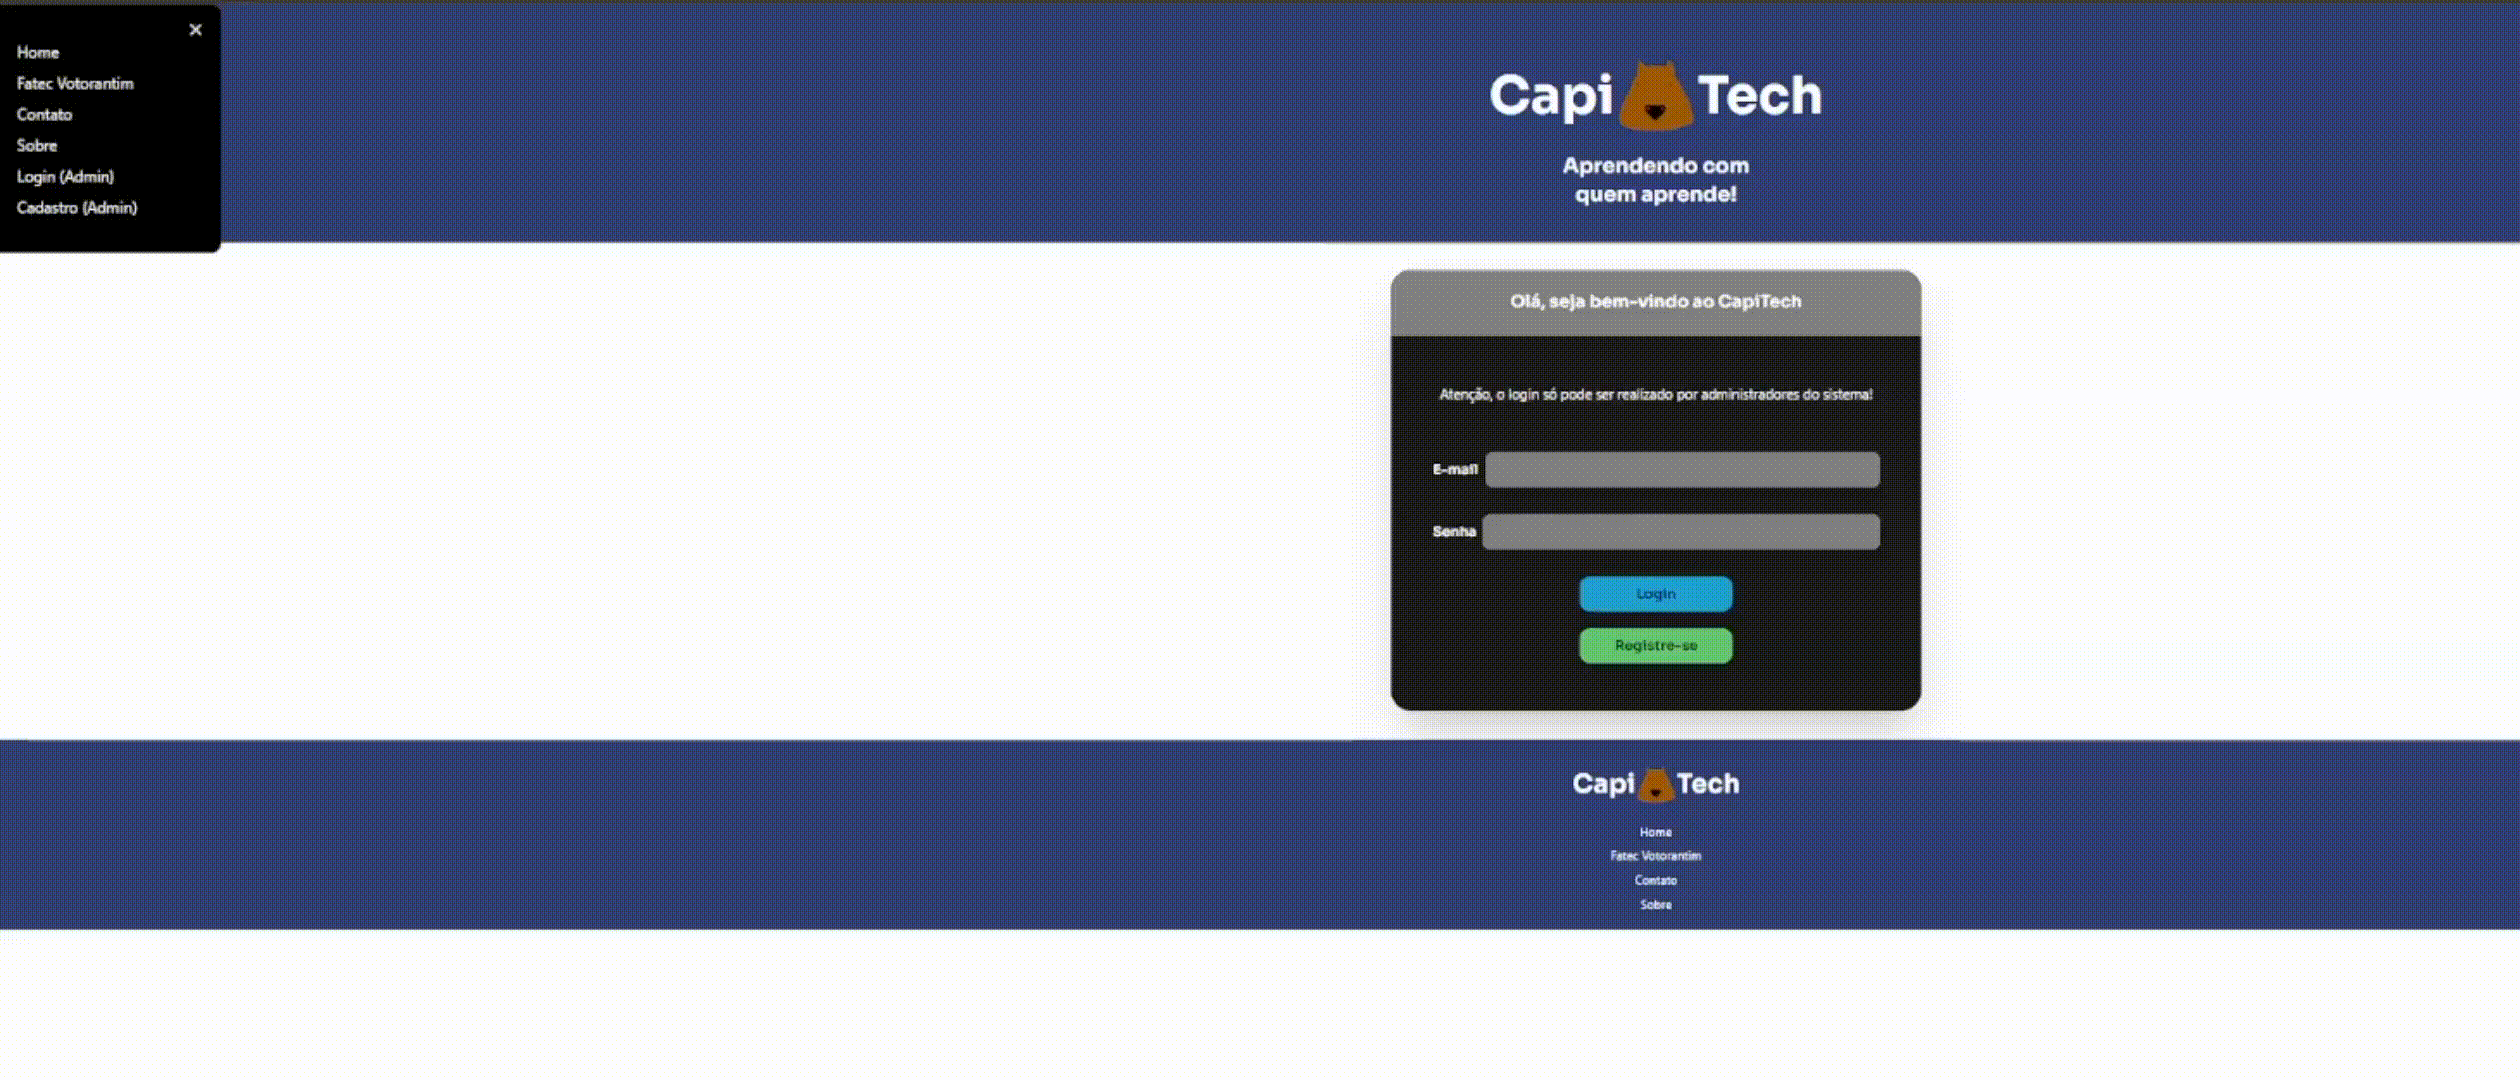 ×
Home
Fatec Votorantim
Contato
Sobre
Login (Admin)
Cadastro (Admin)
Capi Tech
Aprendendo com
quem aprende!
Olá, seja bem-vindo ao CapiTech
Atenção, o login só pode ser realizado por administradores do sistema!
E-mail
Senha
Login
Registre-se
Capi Tech
Home
Fatec Votorantim
Contato
Sobre